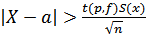 |X − a| > t(p,f)S(x) / √n